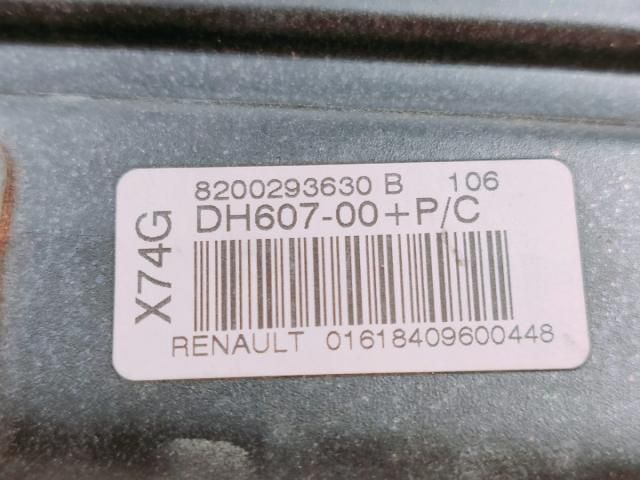 8200293630 B 106
DH607-00+P/C
X74G
RENAULT 01618409600448